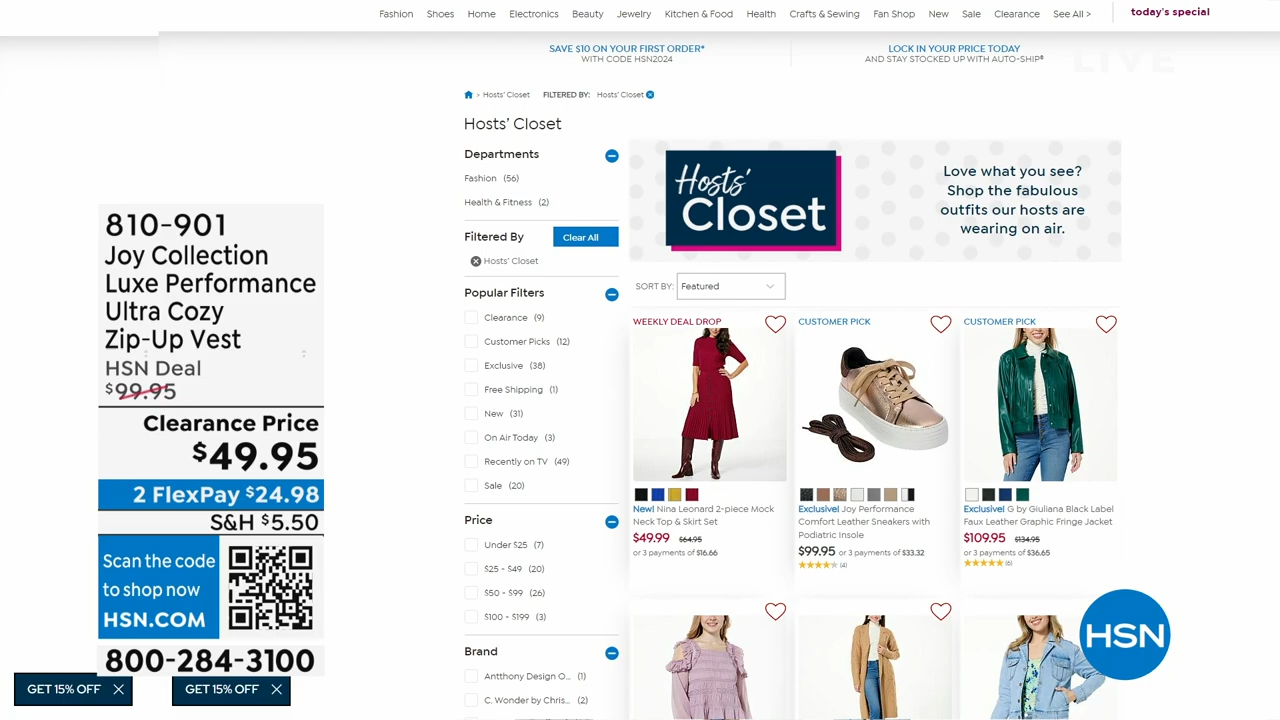 Fashion Shoes Home Electronics Beauty Jewelry Kitchen & Food Health Crafts & Sewing Fan Shop New Sale Clearance See All > today's special
SAVE $10 ON YOUR FIRST ORDER*
WITH CODE HSN2024
LOCK IN YOUR PRICE TODAY
AND STAY STOCKED UP WITH AUTO-SHIP®
LIVE
> Hosts' Closet FILTERED BY: Hosts' Closet
Hosts' Closet
Departments
Fashion (56)
Health & Fitness (2)
Filtered By Clear All
Hosts' Closet
Popular Filters
Clearance (9)
Customer Picks (12)
Exclusive (38)
Free Shipping (1)
New (31)
On Air Today (3)
Recently on TV (49)
Sale (20)
Price
Under $25 (7)
$25 - $49 (20)
$50 - $99 (26)
$100 - $199 (3)
Brand
Antthony Design O... (1)
C. Wonder by Chris... (2)
Hosts'
Closet
Love what you see?
Shop the fabulous
outfits our hosts are
wearing on air.
SORT BY: Featured
WEEKLY DEAL DROP
New! Nina Leonard 2-piece Mock
Neck Top & Skirt Set
$49.99 $64.95
or 3 payments of $16.66
CUSTOMER PICK
Exclusive! Joy Performance
Comfort Leather Sneakers with
Podiatric Insole
$99.95 or 3 payments of $33.32
(4)
CUSTOMER PICK
Exclusive! G by Giuliana Black Label
Faux Leather Graphic Fringe Jacket
$109.95 $134.95
or 3 payments of $36.65
(6)
810-901
Joy Collection
Luxe Performance
Ultra Cozy
Zip-Up Vest
HSN Deal
$99.95
Clearance Price
$49.95
2 FlexPay $24.98
S&H $5.50
Scan the code
to shop now
HSN.COM
800-284-3100
GET 15% OFF
GET 15% OFF
HSN